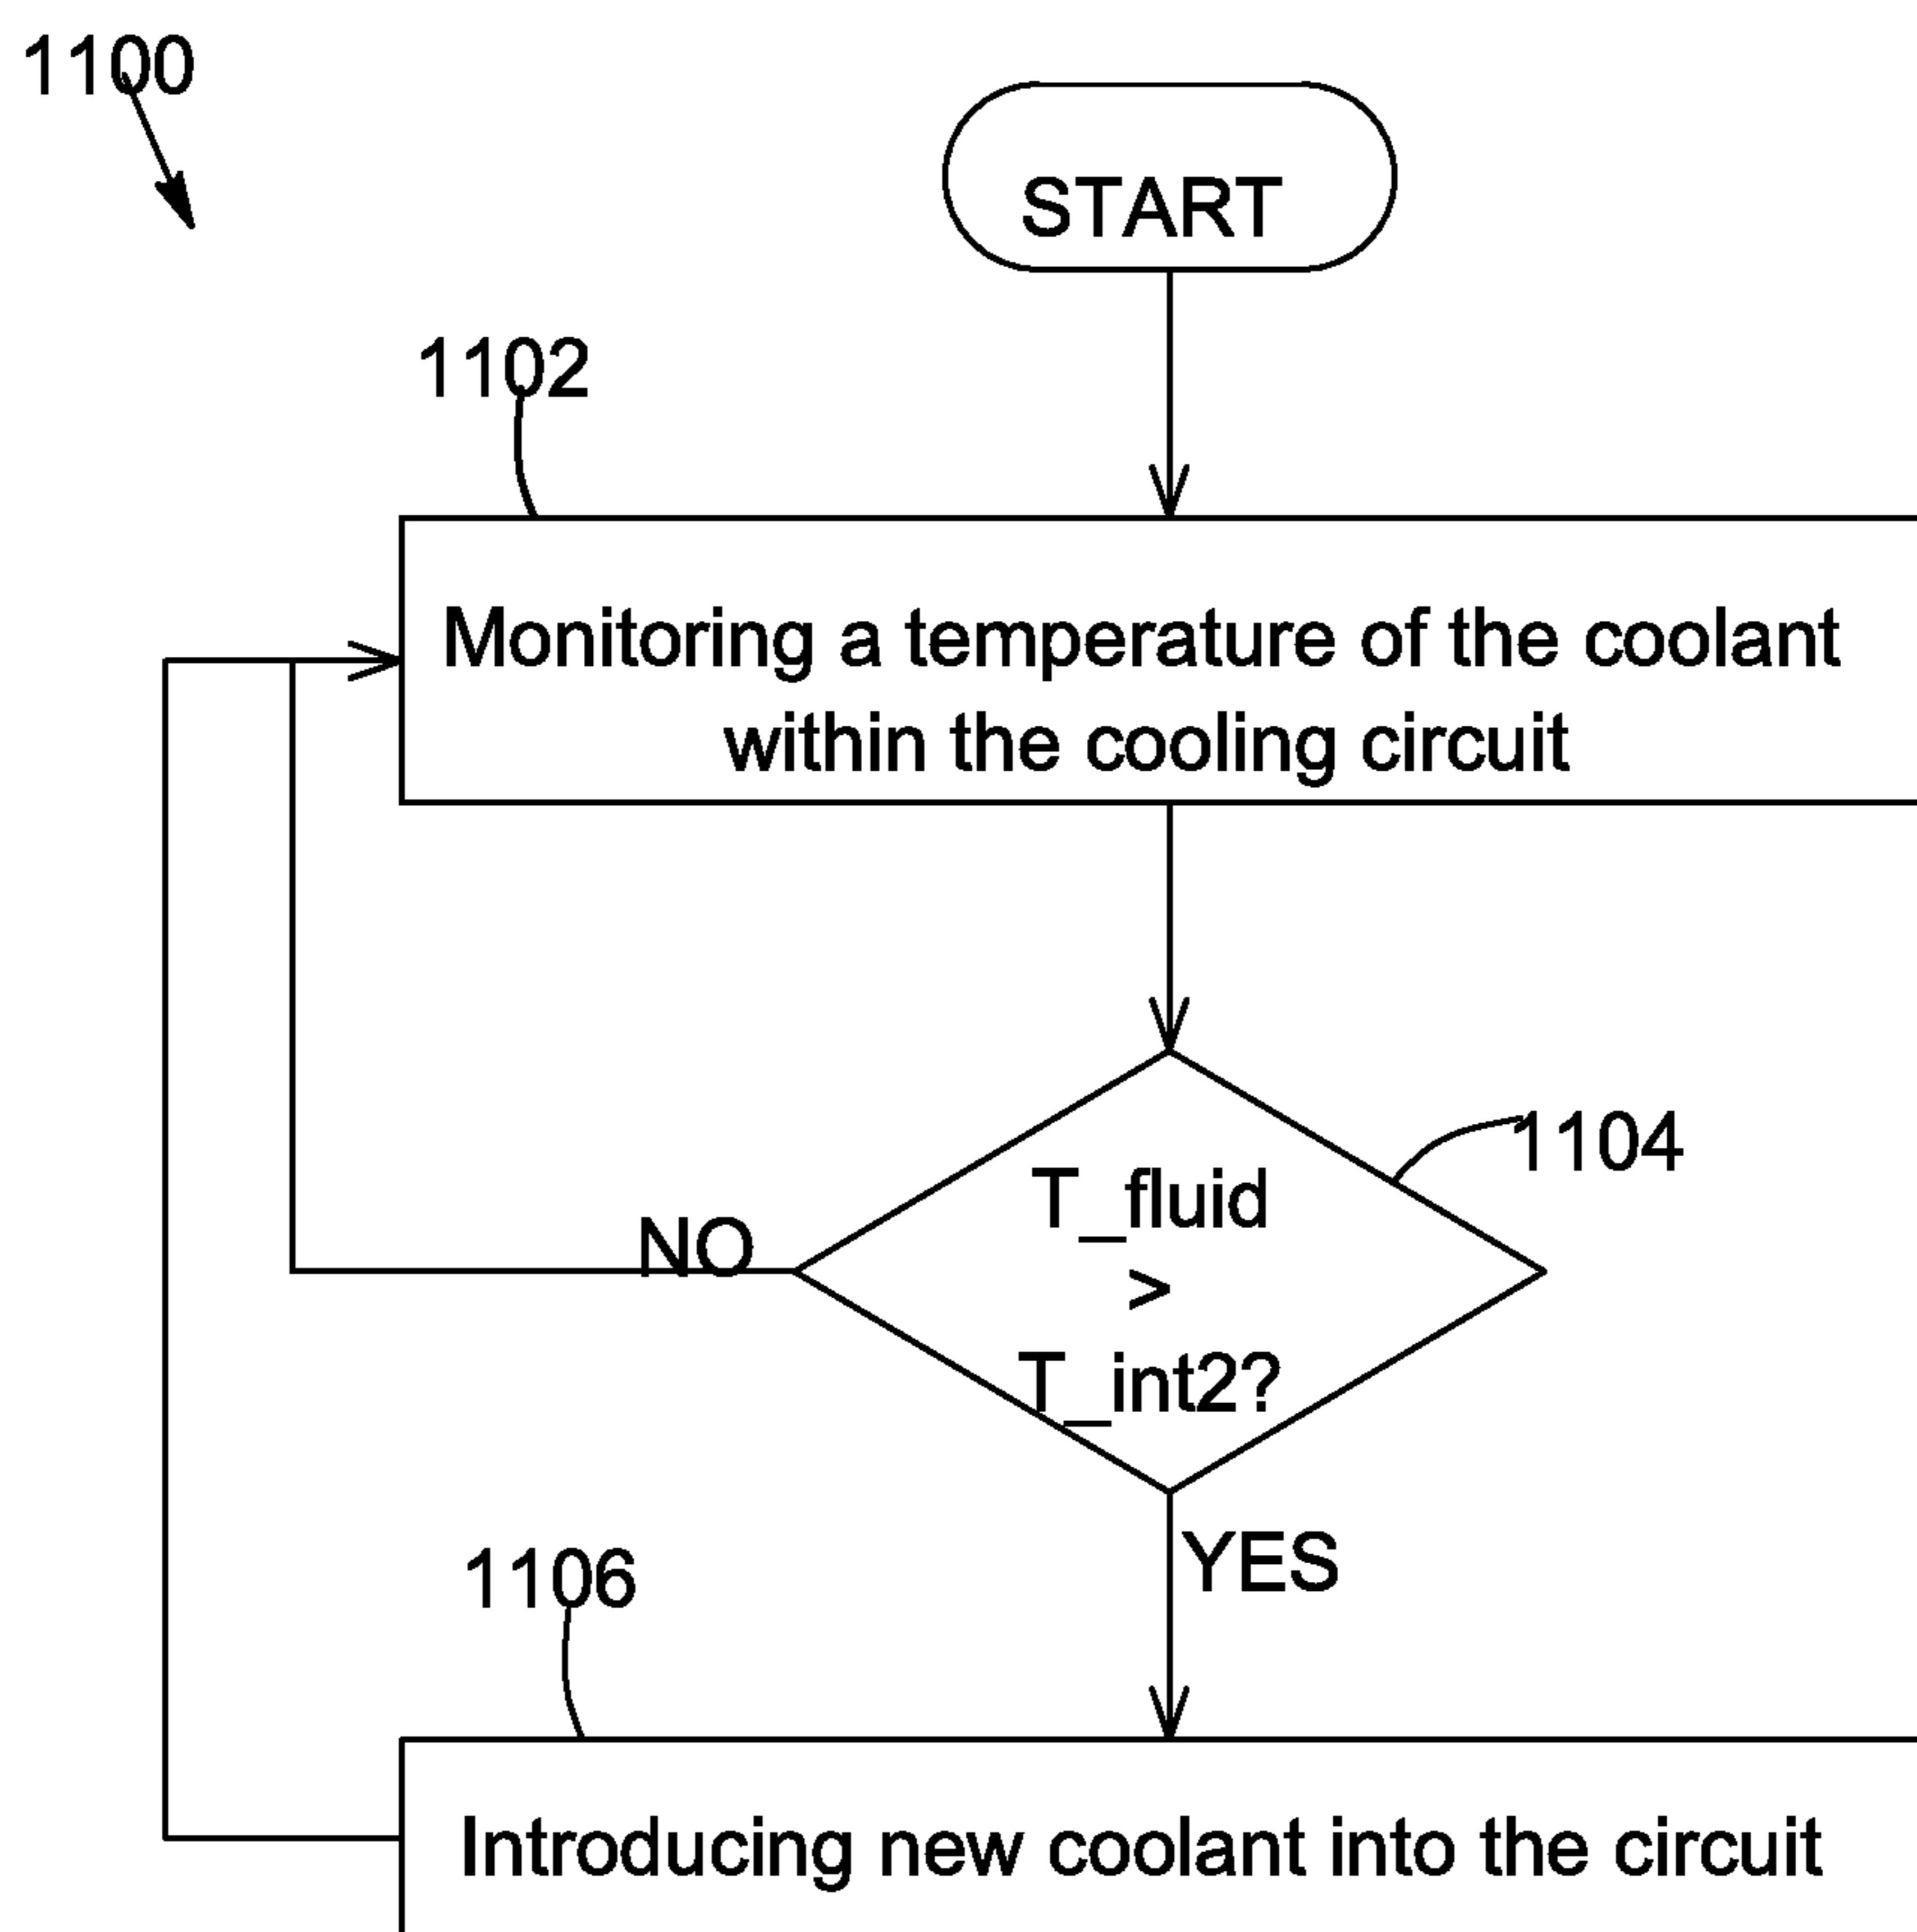 1100
START
1102
Monitoring a temperature of the coolant
within the cooling circuit
1104
T_fluid
>
T_int2?
NO
YES
1106
Introducing new coolant into the circuit